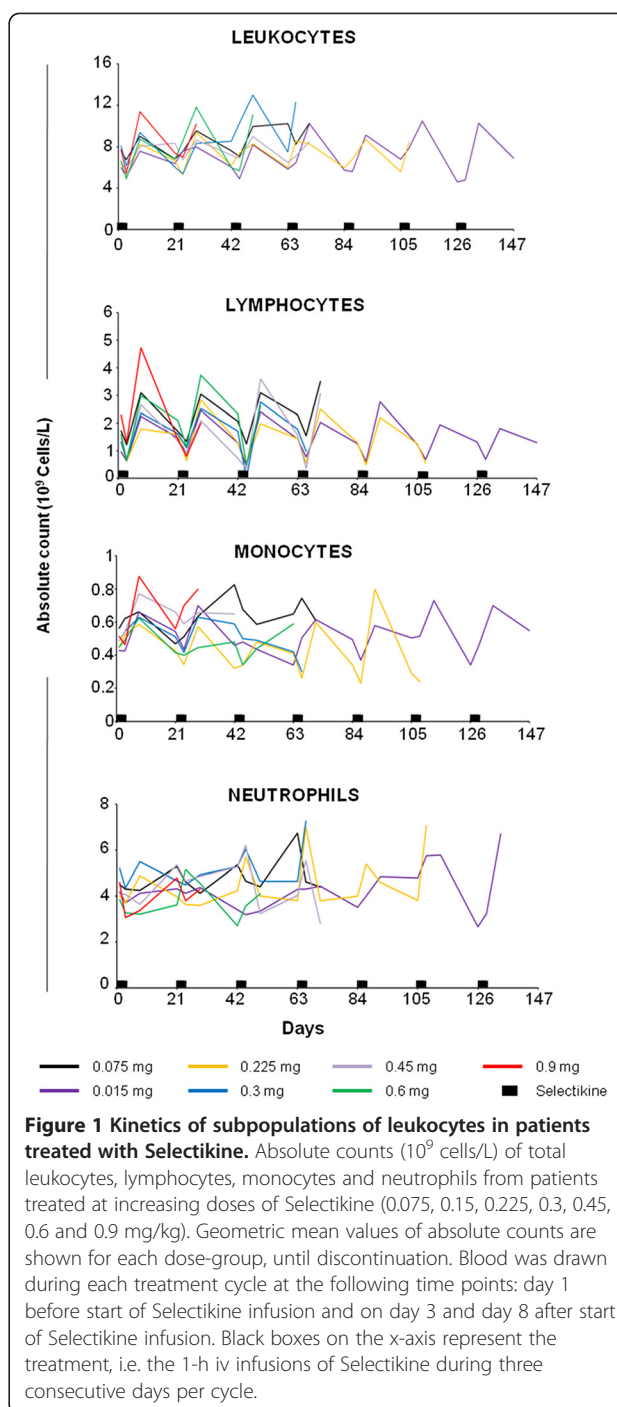 LEUKOCYTES
16
12
8
4
0
0 21 42 63 84 105 126 147
LYMPHOCYTES
6
5
4
3
2
1
0
0 21 42 63 84 105 126 147
Absolute count (10⁹ Cells/L)
MONOCYTES
1
0.8
0.6
0.4
0.2
0
0 21 42 63 84 105 126 147
NEUTROPHILS
8
6
4
2
0
0 21 42 63 84 105 126 147
Days
0.075 mg 0.225 mg 0.45 mg 0.9 mg
0.015 mg 0.3 mg 0.6 mg Selectikine
Figure 1 Kinetics of subpopulations of leukocytes in patients
treated with Selectikine. Absolute counts (10⁹ cells/L) of total
leukocytes, lymphocytes, monocytes and neutrophils from patients
treated at increasing doses of Selectikine (0.075, 0.15, 0.225, 0.3, 0.45,
0.6 and 0.9 mg/kg). Geometric mean values of absolute counts are
shown for each dose-group, until discontinuation. Blood was drawn
during each treatment cycle at the following time points: day 1
before start of Selectikine infusion and on day 3 and day 8 after start
of Selectikine infusion. Black boxes on the x-axis represent the
treatment, i.e. the 1-h iv infusions of Selectikine during three
consecutive days per cycle.